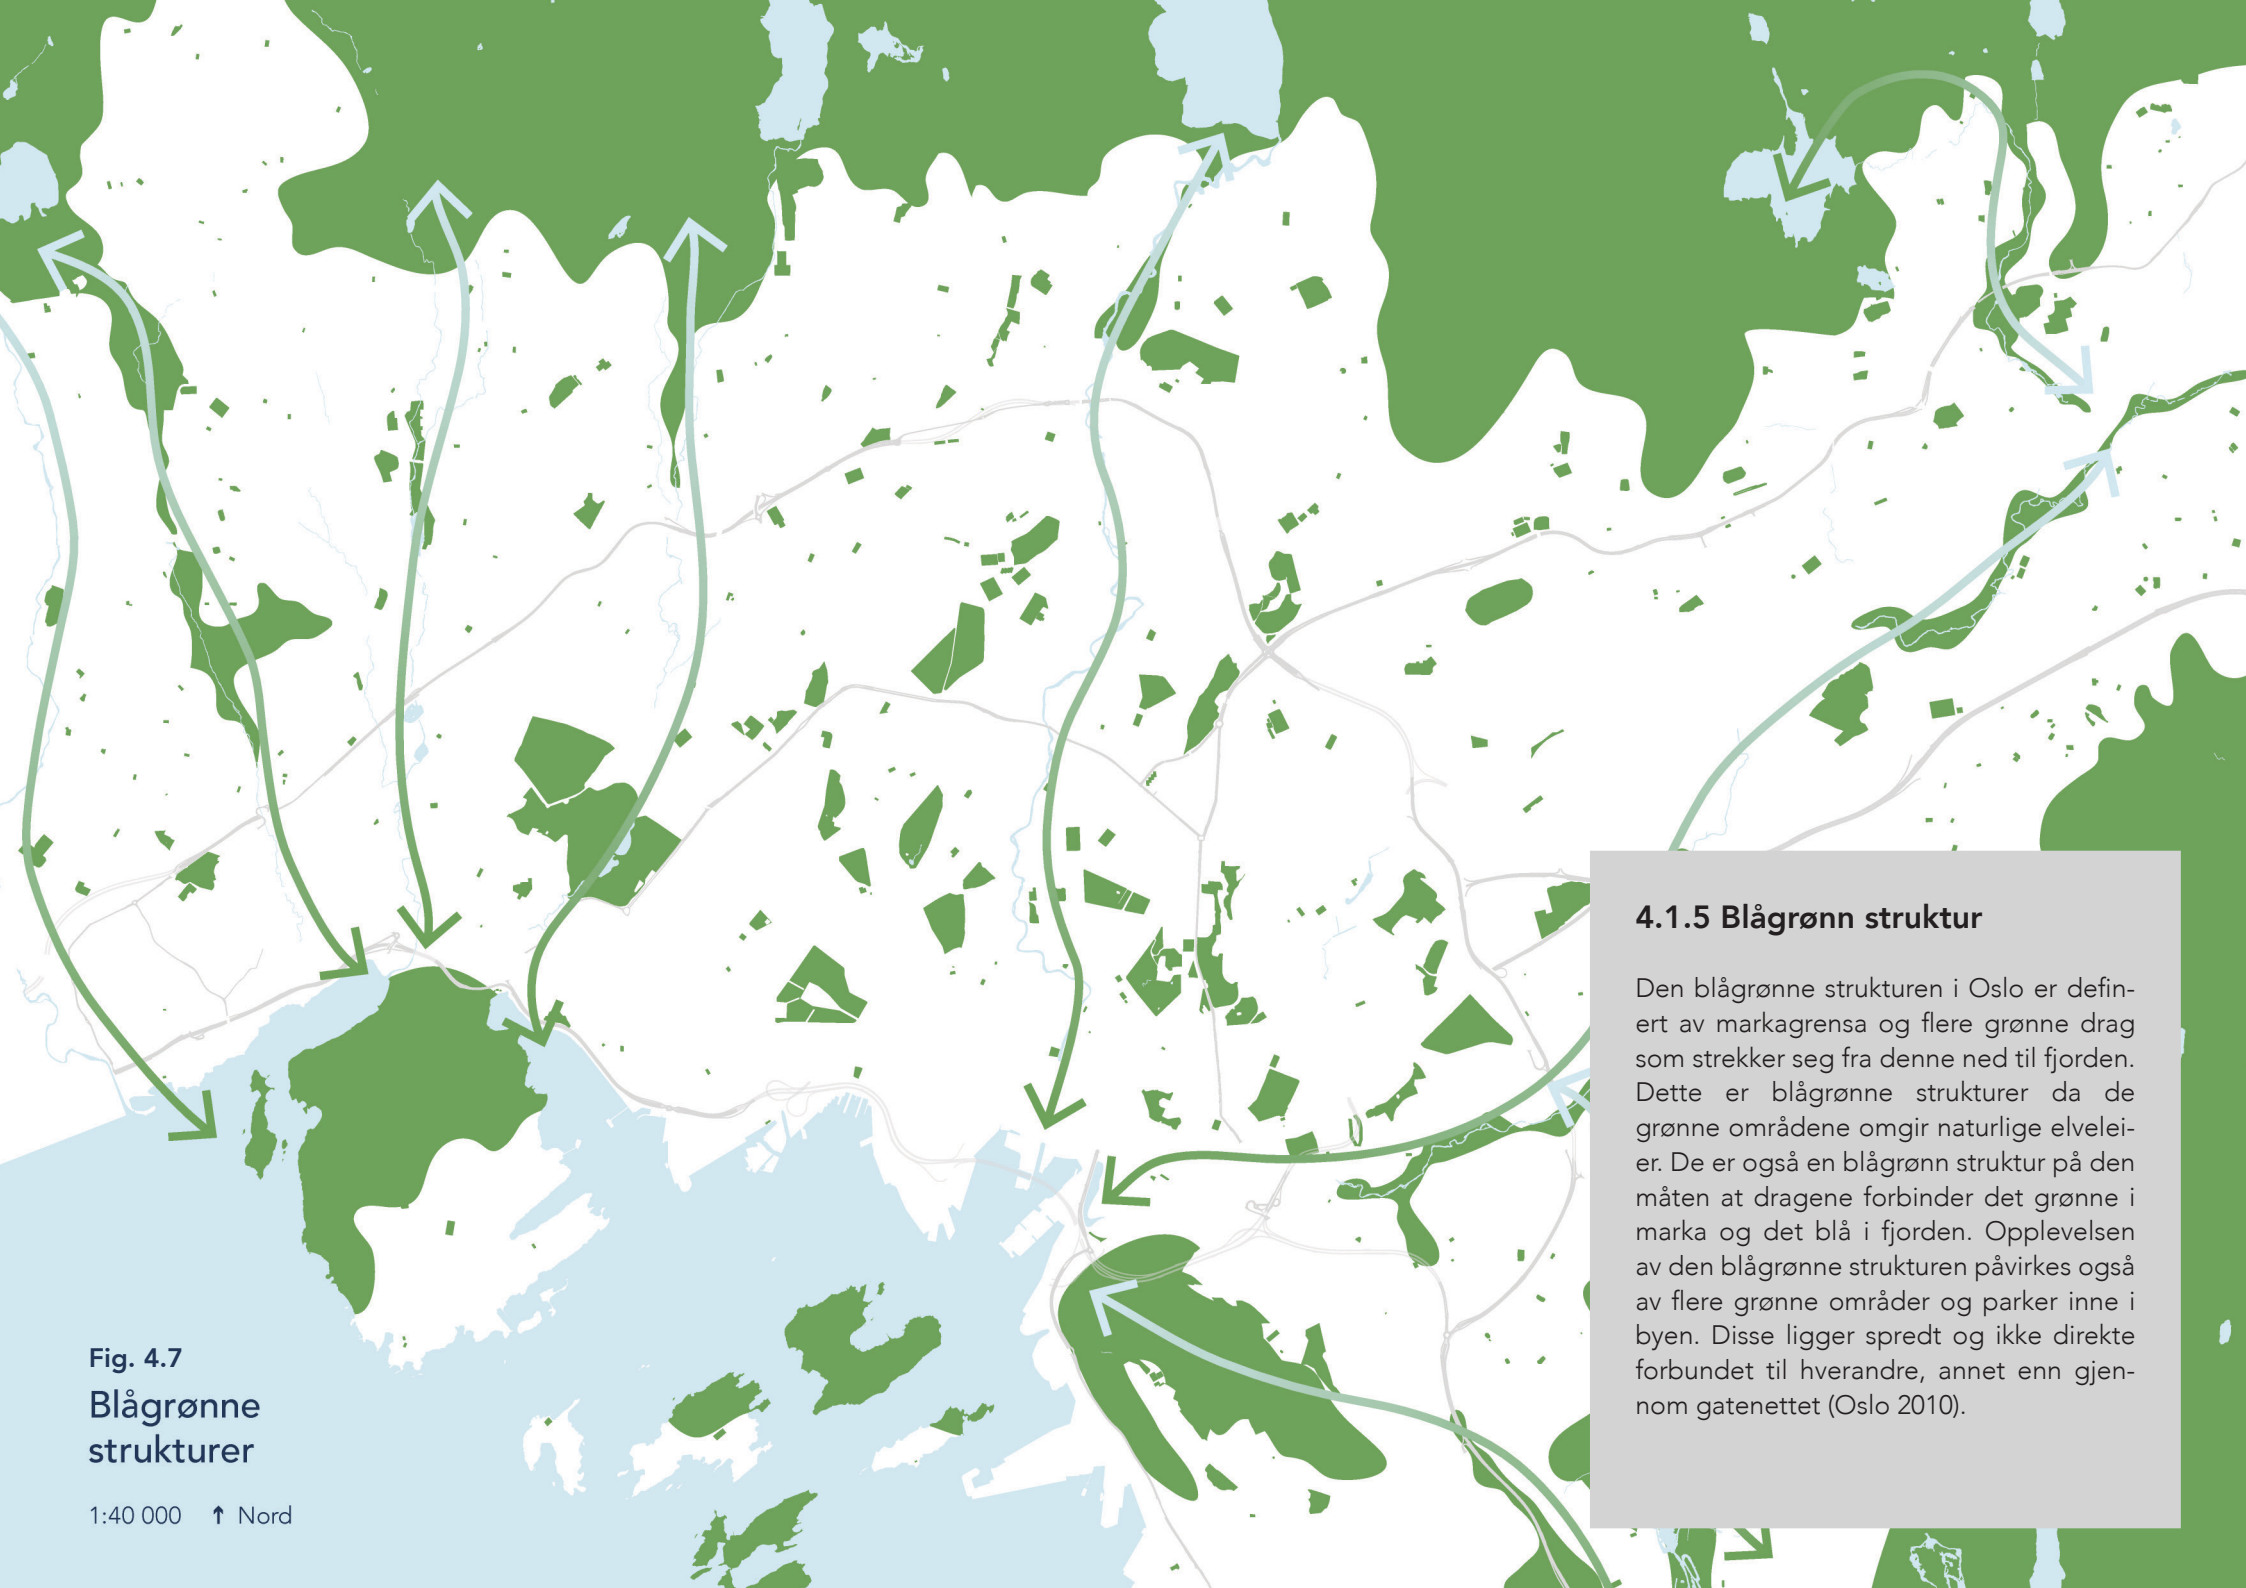 4.1.5 Blågrønn struktur
Den blågrønne strukturen i Oslo er defin-
ert av markagrensa og flere grønne drag
som strekker seg fra denne ned til fjorden.
Dette er blågrønne strukturer da de
grønne områdene omgir naturlige elvelei-
er. De er også en blågrønn struktur på den
måten at dragene forbinder det grønne i
marka og det blå i fjorden. Opplevelsen
av den blågrønne strukturen påvirkes også
av flere grønne områder og parker inne i
byen. Disse ligger spredt og ikke direkte
forbundet til hverandre, annet enn gjen-
nom gatenettet (Oslo 2010).
Fig. 4.7
Blågrønne
strukturer
1:40 000 ↑ Nord